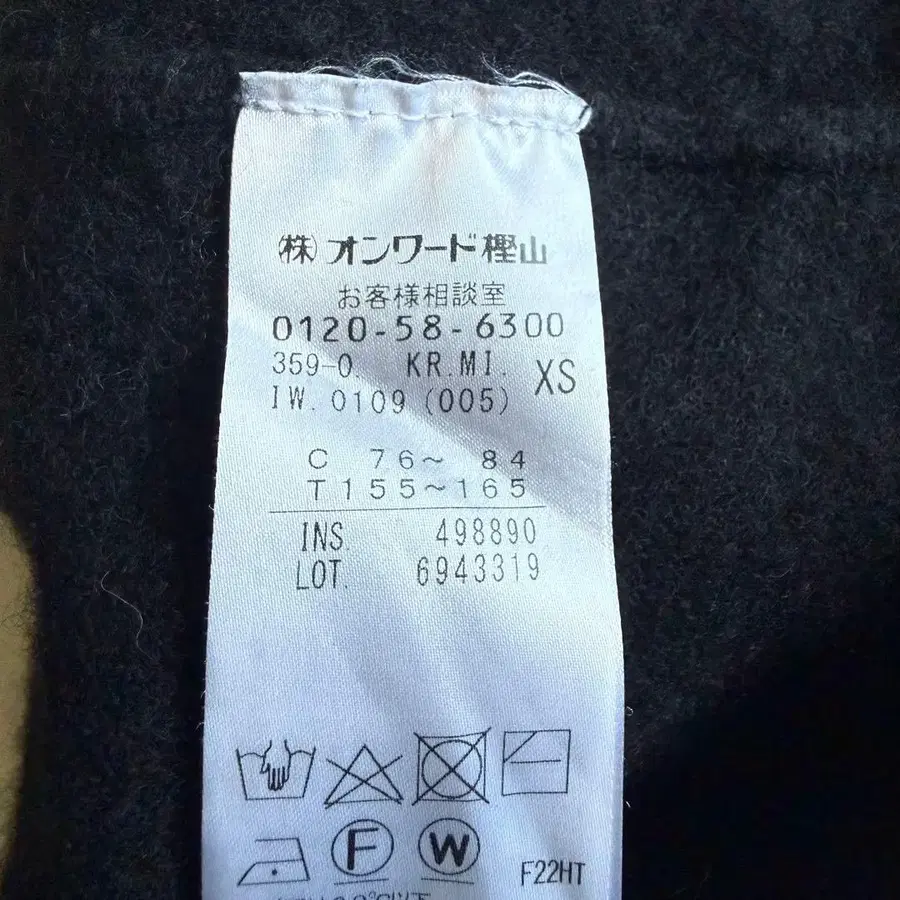 ㈱オンワード樫山
お客様相談室
0120-58-6300
359-0. KR.MI. XS
IW.0109(005)
C 76~ 84
T155~165
INS. 498890
LOT. 6943319
F W F22HT